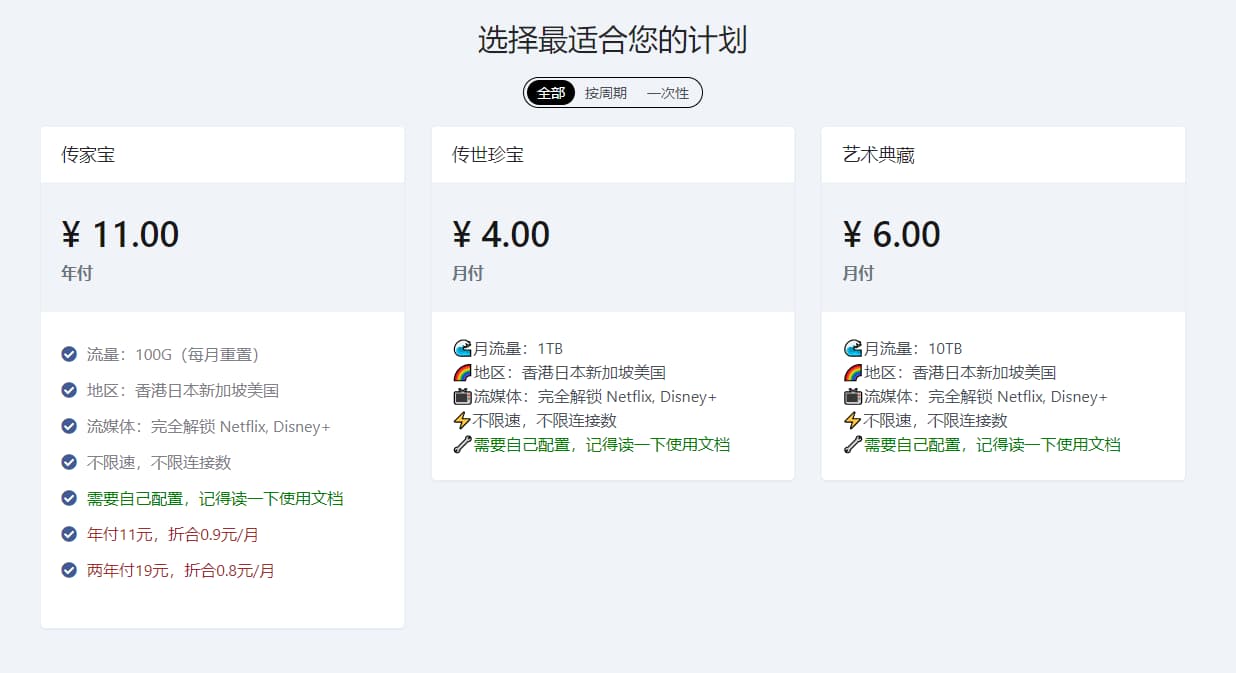 选择最适合您的计划
全部 按周期 一次性
传家宝
¥ 11.00
年付
流量：100G（每月重置）
地区：香港日本新加坡美国
流媒体：完全解锁 Netflix, Disney+
不限速，不限连接数
需要自己配置，记得读一下使用文档
年付11元，折合0.9元/月
两年付19元，折合0.8元/月
传世珍宝
¥ 4.00
月付
🌊月流量：1TB
🌈地区：香港日本新加坡美国
📺流媒体：完全解锁 Netflix, Disney+
⚡不限速，不限连接数
🦯需要自己配置，记得读一下使用文档
艺术典藏
¥ 6.00
月付
🌊月流量：10TB
🌈地区：香港日本新加坡美国
📺流媒体：完全解锁 Netflix, Disney+
⚡不限速，不限连接数
🦯需要自己配置，记得读一下使用文档